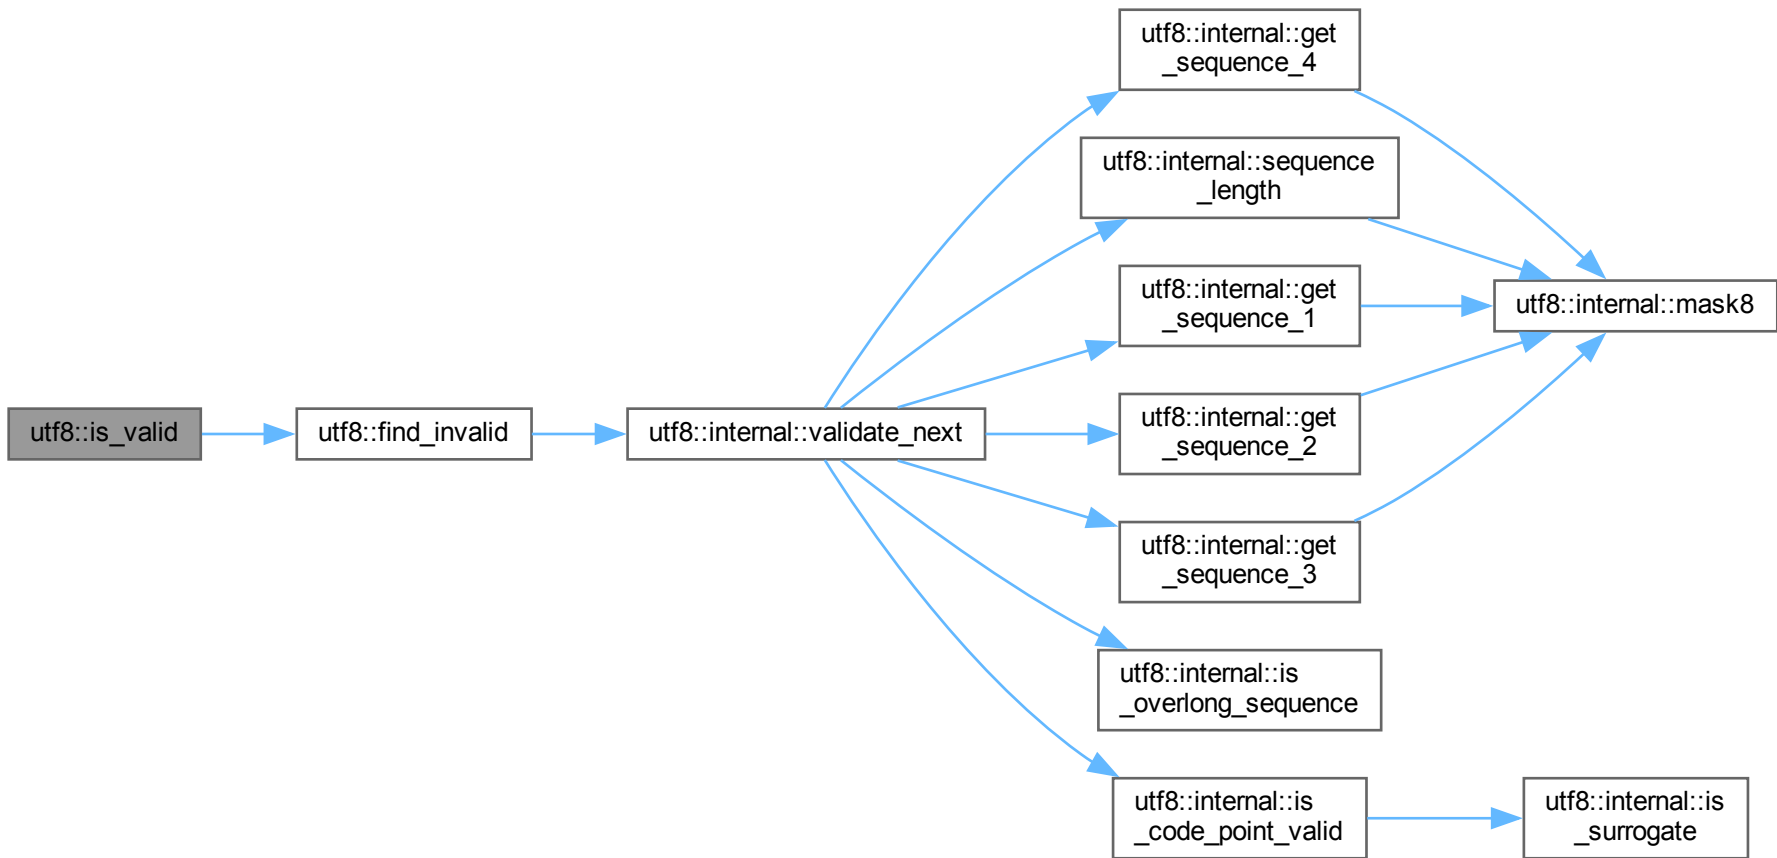 utf8::is_valid
utf8::find_invalid
utf8::internal::validate_next
utf8::internal::get
_sequence_4
utf8::internal::sequence
_length
utf8::internal::get
_sequence_1
utf8::internal::get
_sequence_2
utf8::internal::get
_sequence_3
utf8::internal::is
_overlong_sequence
utf8::internal::is
_code_point_valid
utf8::internal::mask8
utf8::internal::is
_surrogate